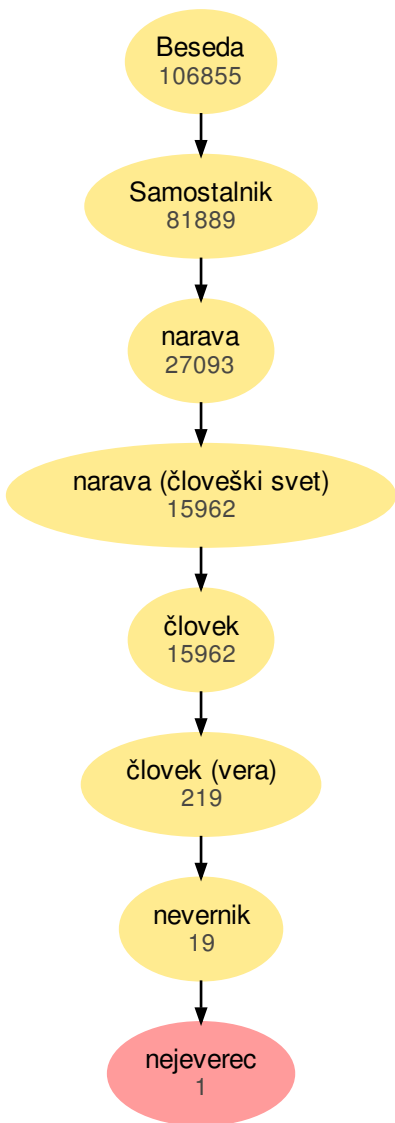 Beseda
106855
Samostalnik
81889
narava
27093
narava (človeški svet)
15962
človek
15962
človek (vera)
219
nevernik
19
nejeverec
1